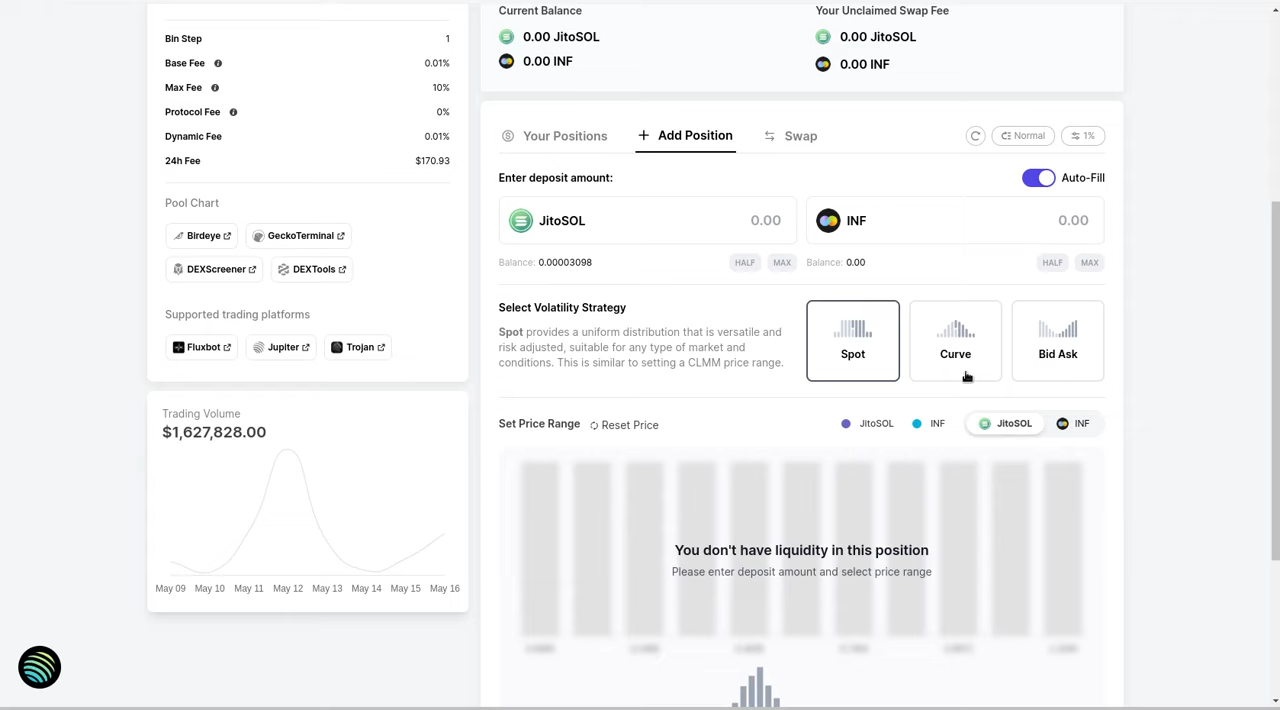 Current Balance
Your Unclaimed Swap Fee
0.00 JitoSOL
0.00 JitoSOL
0.00 INF
0.00 INF
Bin Step 1
Base Fee 0.01%
Max Fee 10%
Protocol Fee 0%
Dynamic Fee 0.01%
24h Fee $170.93
Pool Chart
Birdeye
GeckoTerminal
DEXScreener
DEXTools
Supported trading platforms
Fluxbot
Jupiter
Trojan
Trading Volume
$1,627,828.00
May 09 May 10 May 11 May 12 May 13 May 14 May 15 May 16
Your Positions
Add Position
Swap
Normal
1%
Enter deposit amount:
Auto-Fill
JitoSOL 0.00
INF 0.00
Balance: 0.00003098 HALF MAX
Balance: 0.00 HALF MAX
Select Volatility Strategy
Spot provides a uniform distribution that is versatile and
risk adjusted, suitable for any type of market and
conditions. This is similar to setting a CLMM price range.
Spot
Curve
Bid Ask
Set Price Range
Reset Price
JitoSOL
INF
JitoSOL
INF
You don't have liquidity in this position
Please enter deposit amount and select price range